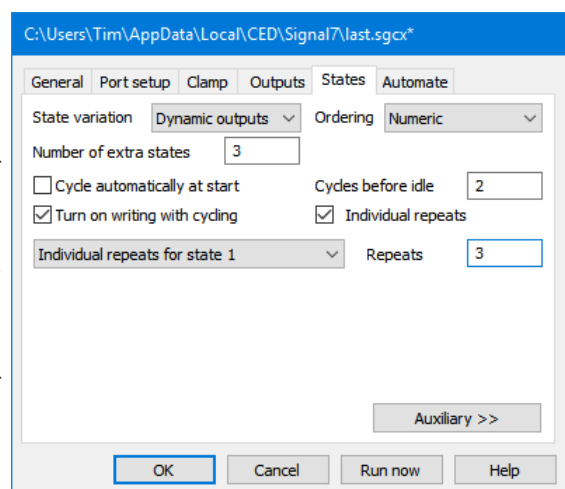 C:\Users\Tim\AppData\Local\CED\Signal7\last.sgcx*
General Port setup Clamp Outputs States Automate
State variation Dynamic outputs Ordering Numeric
Number of extra states 3
Cycle automatically at start Cycles before idle 2
Turn on writing with cycling Individual repeats
Individual repeats for state 1 Repeats 3
Auxiliary >>
OK Cancel Run now Help